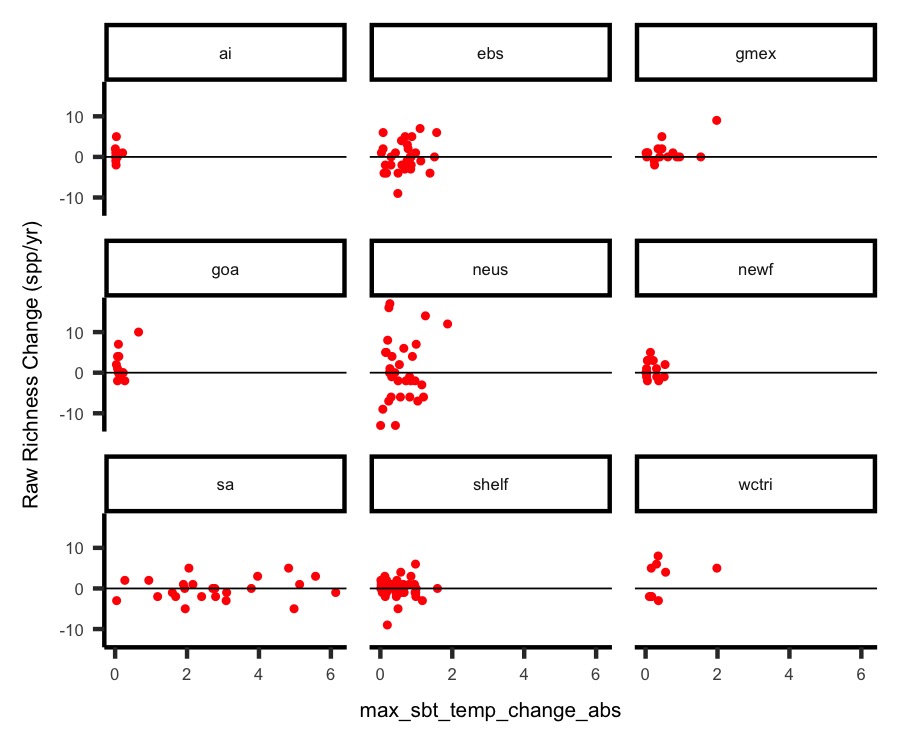 ai ebs gmex
10
0
-10
goa neus newf
10
0
-10
sa shelf wctri
10
0
-10
0 2 4 6 0 2 4 6 0 2 4 6
max_sbt_temp_change_abs
Raw Richness Change (spp/yr)